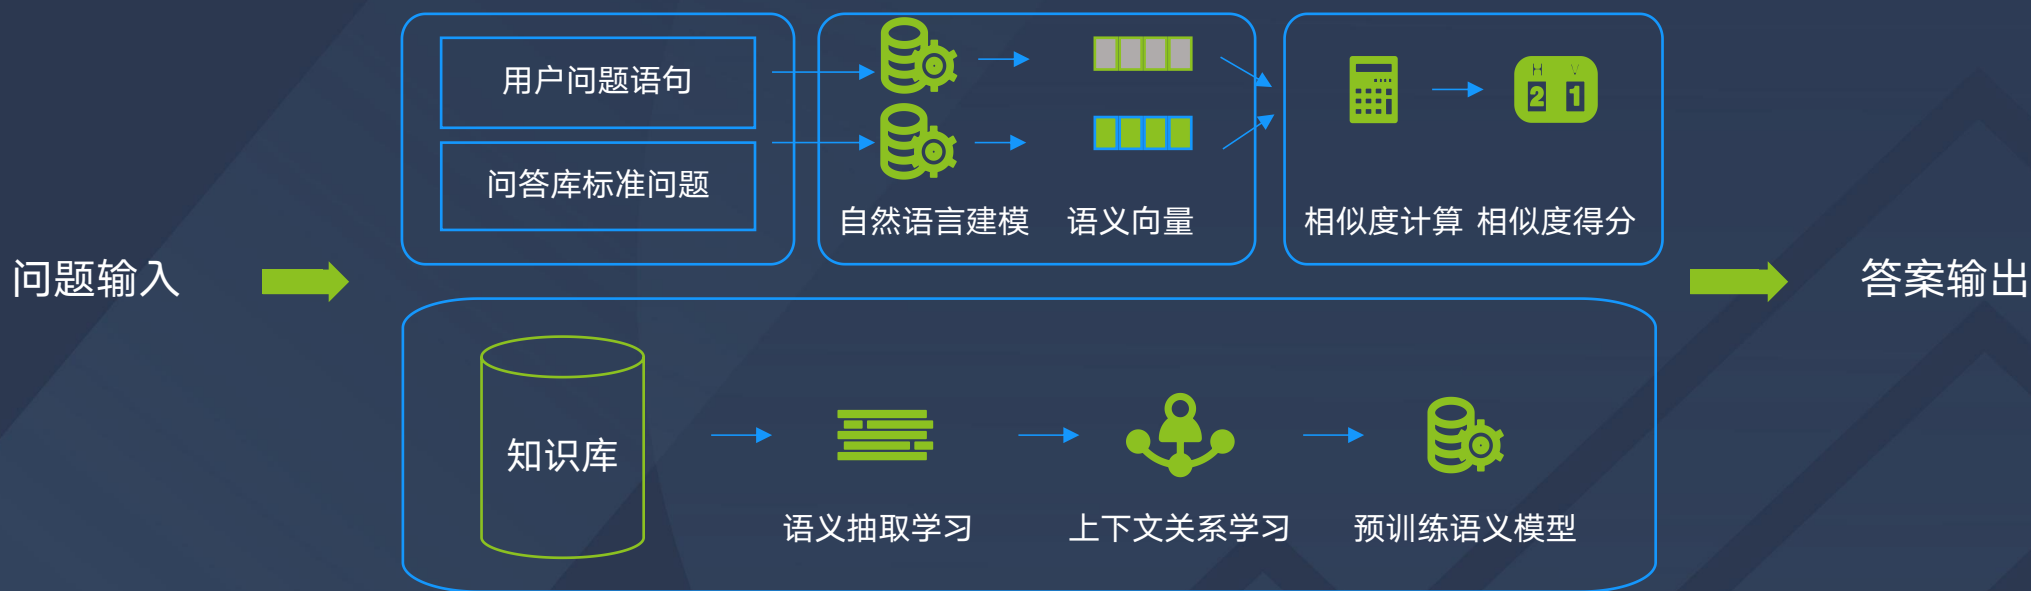 用户问题语句
问答库标准问题
自然语言建模
语义向量
相似度计算
相似度得分
2 1
问题输入
答案输出
知识库
语义抽取学习
上下文关系学习
预训练语义模型